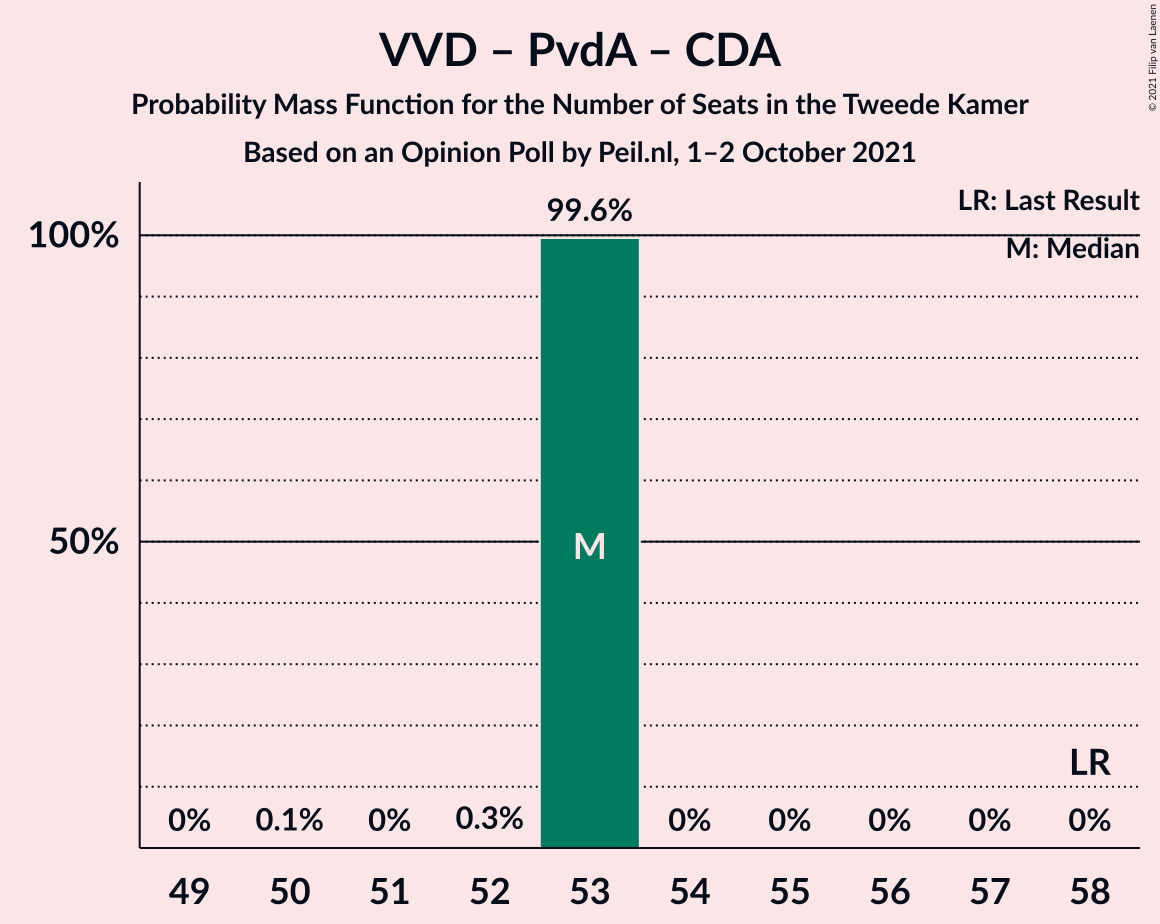 VVD – PvdA – CDA
Probability Mass Function for the Number of Seats in the Tweede Kamer
Based on an Opinion Poll by Peil.nl, 1–2 October 2021
© 2021 Filip van Laenen
LR: Last Result
M: Median
99.6%
100%
50%
M
LR
0% 0.1% 0% 0.3% 0% 0% 0% 0% 0%
49 50 51 52 53 54 55 56 57 58